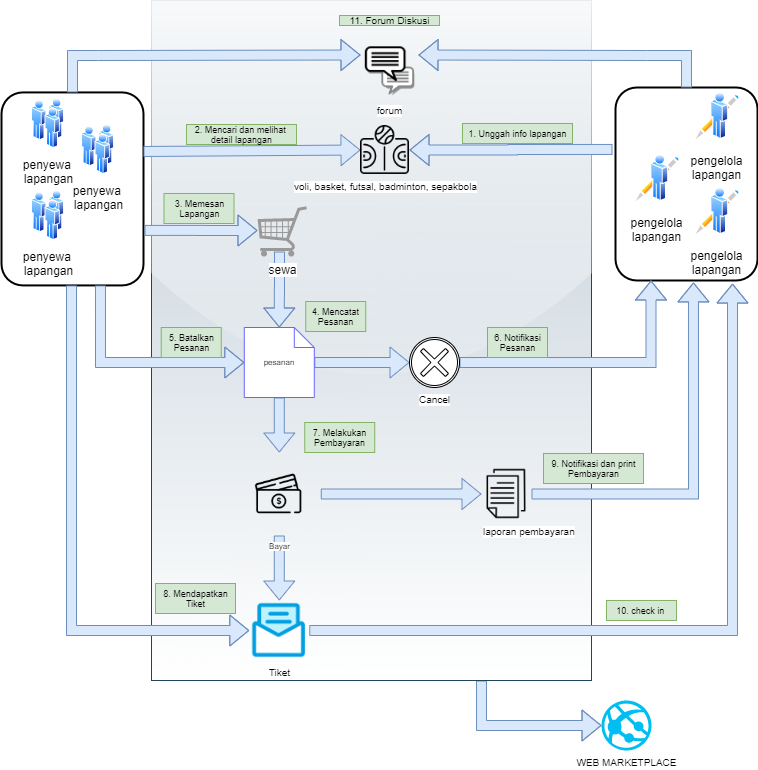 11. Forum Diskusi
forum
2. Mencari dan melihat
detail lapangan
1. Unggah info lapangan
voli, basket, futsal, badminton, sepakbola
penyewa
lapangan
penyewa
lapangan
penyewa
lapangan
pengelola
lapangan
pengelola
lapangan
pengelola
lapangan
3. Memesan
Lapangan
sewa
4. Mencatat
Pesanan
5. Batalkan
Pesanan
pesanan
Cancel
6. Notifikasi
Pesanan
7. Melakukan
Pembayaran
9. Notifikasi dan print
Pembayaran
laporan pembayaran
Bayar
8. Mendapatkan
Tiket
10. check in
Tiket
WEB MARKETPLACE